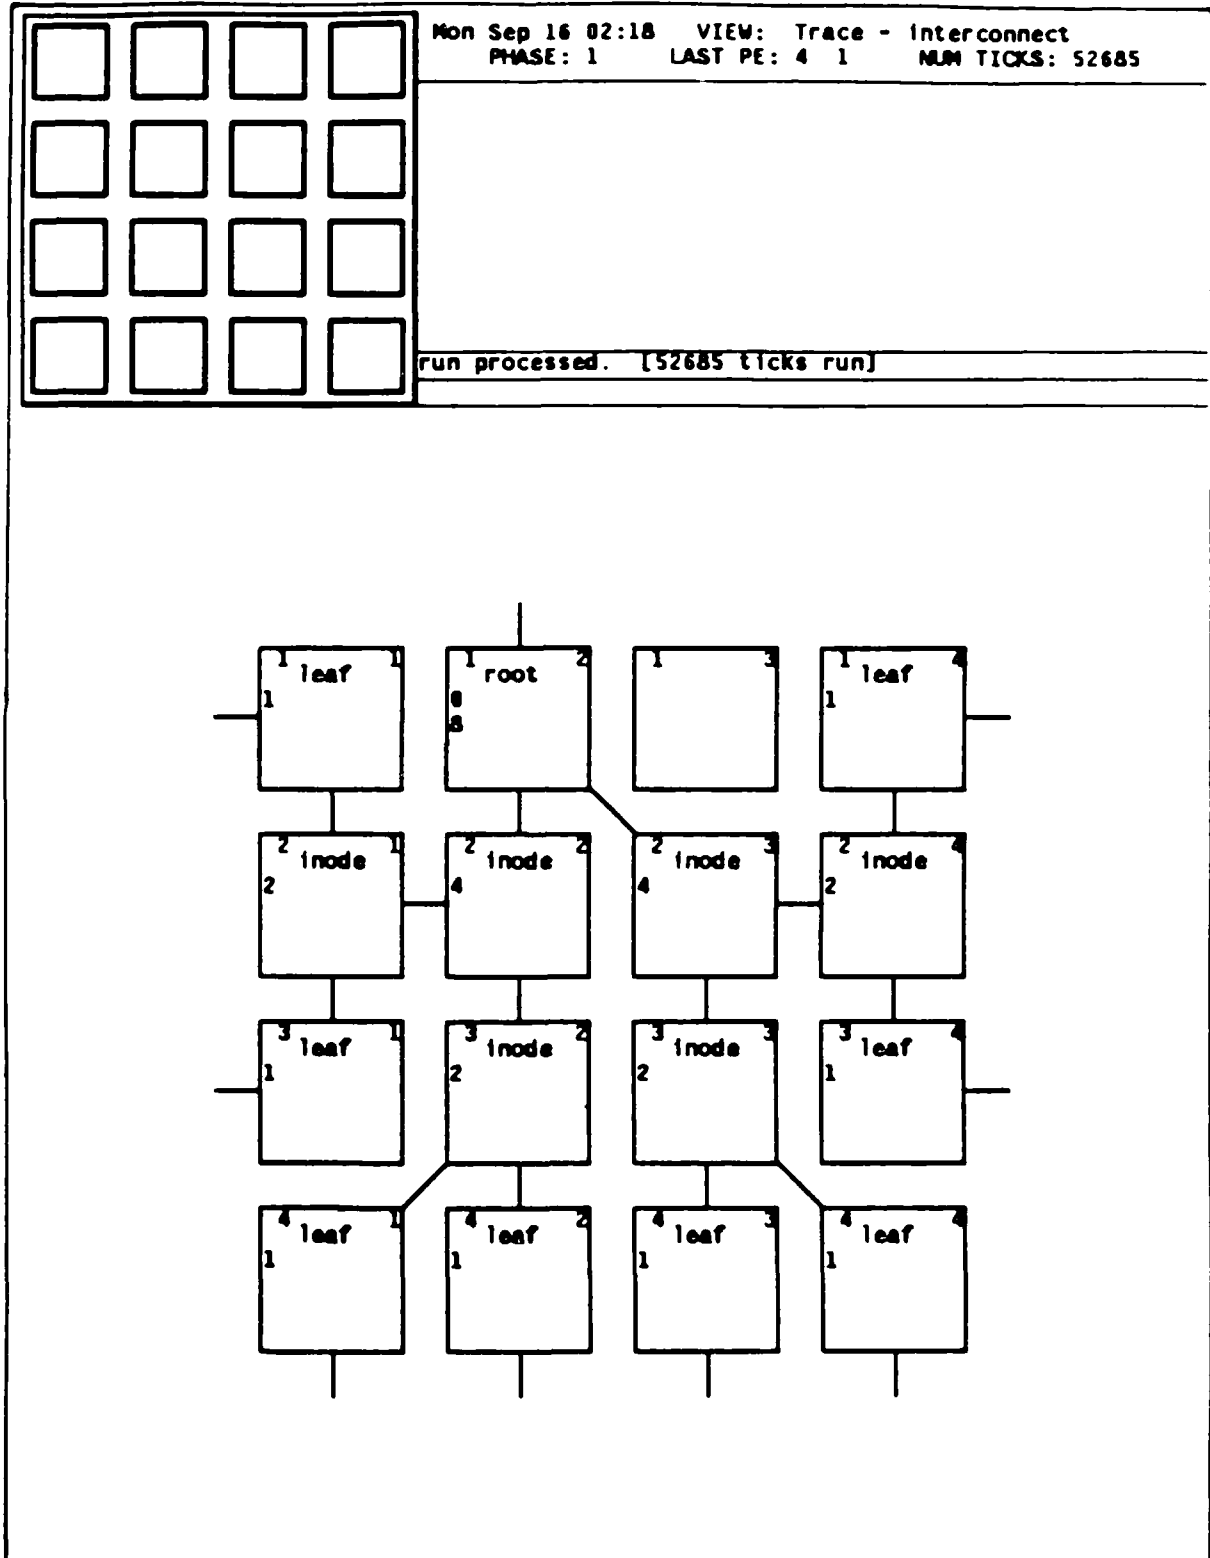 Mon Sep 16 02:18 VIEW: Trace - interconnect
PHASE: 1 LAST PE: 4 1 NUM TICKS: 52685
run processed. [52685 ticks run]
1 1 1 2 1 3 1 4
leaf root leaf
1 0 1
8
2 1 2 2 2 3 2 4
inode inode inode inode
2 4 4 2
3 1 3 2 3 3 3 4
leaf inode inode leaf
1 2 2 1
4 1 4 2 4 3 4 4
leaf leaf leaf leaf
1 1 1 1